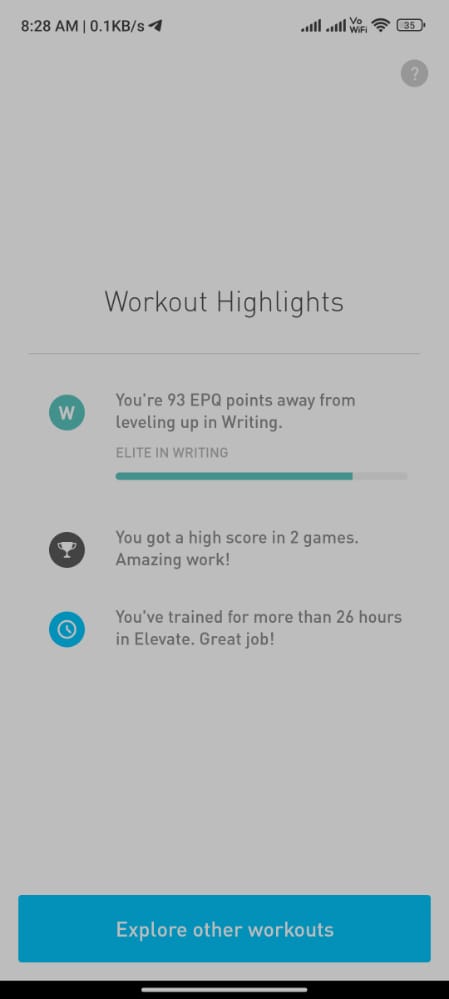 8:28 AM | 0.1KB/s
Vo
WiFi
35
?
Workout Highlights
W
You're 93 EPQ points away from
leveling up in Writing.
ELITE IN WRITING
You got a high score in 2 games.
Amazing work!
You've trained for more than 26 hours
in Elevate. Great job!
Explore other workouts